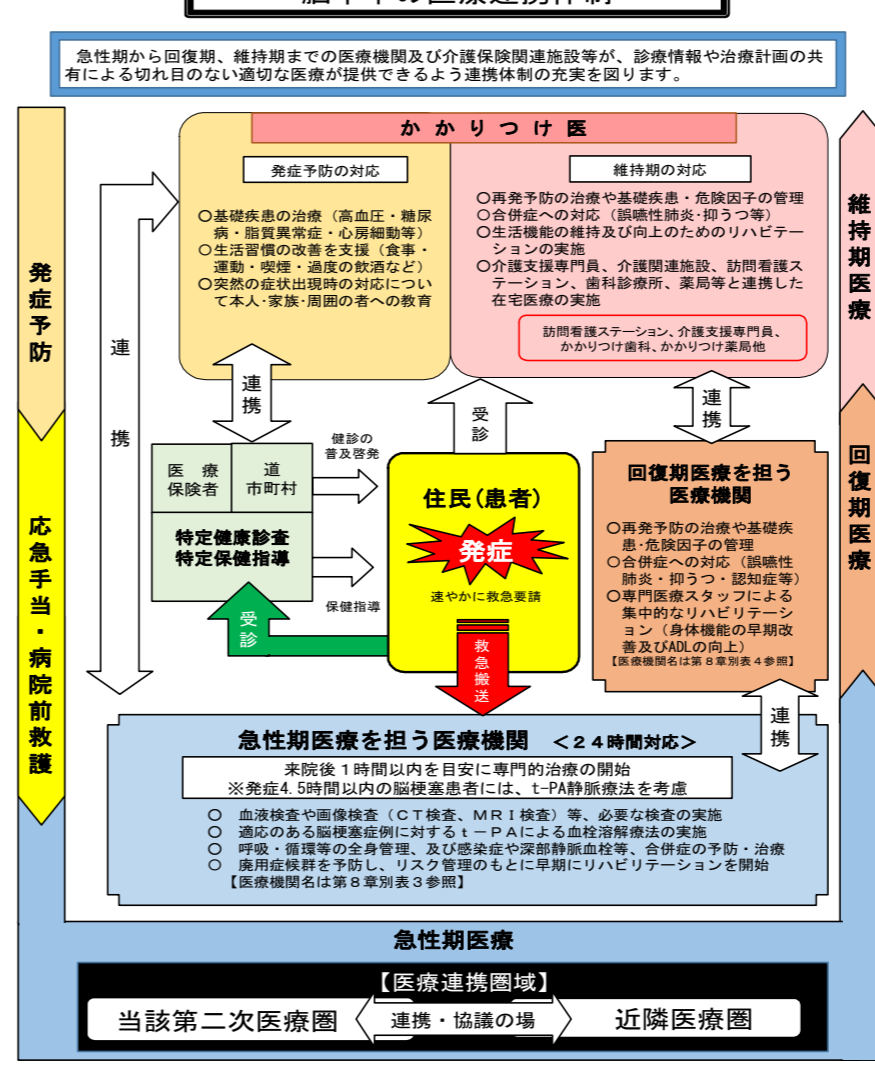 脳卒中の医療連携体制
急性期から回復期、維持期までの医療機関及び介護保険関連施設等が、診療情報や治療計画の共
有による切れ目のない適切な医療が提供できるよう連携体制の充実を図ります。
かかりつけ医
発症予防の対応
〇基礎疾患の治療（高血圧・糖尿
病・脂質異常症・心房細動等）
〇生活習慣の改善を支援（食事・
運動・喫煙・過度の飲酒など）
〇突然の症状出現時の対応につい
て本人・家族・周囲の者への教育
維持期の対応
〇再発予防の治療や基礎疾患・危険因子の管理
〇合併症への対応（誤嚥性肺炎・抑うつ等）
〇生活機能の維持及び向上のためのリハビテー
ションの実施
〇介護支援専門員、介護関連施設、訪問看護ス
テーション、歯科診療所、薬局等と連携した
在宅医療の実施
訪問看護ステーション、介護支援専門員、
かかりつけ歯科、かかりつけ薬局他
発症予防
応急手当・病院前救護
維持期医療
回復期医療
連携
連携
受診
連携
医療
保険者
道
市町村
特定健康診査
特定保健指導
健診の
普及啓発
保健指導
受診
住民(患者)
発症
速やかに救急要請
救急搬送
回復期医療を担う
医療機関
〇再発予防の治療や基礎疾
患・危険因子の管理
〇合併症への対応（誤嚥性
肺炎・抑うつ・認知症等）
〇専門医療スタッフによる
集中的なリハビリテーシ
ョン（身体機能の早期改
善及びADLの向上）
【医療機関名は第８章別表４参照】
連携
急性期医療を担う医療機関 ＜２４時間対応＞
来院後１時間以内を目安に専門的治療の開始
※発症4.5時間以内の脳梗塞患者には、t-PA静脈療法を考慮
〇 血液検査や画像検査（ＣＴ検査、ＭＲＩ検査）等、必要な検査の実施
〇 適応のある脳梗塞症例に対するｔ－ＰＡによる血栓溶解療法の実施
〇 呼吸・循環等の全身管理、及び感染症や深部静脈血栓等、合併症の予防・治療
〇 廃用症候群を予防し、リスク管理のもとに早期にリハビリテーションを開始
【医療機関名は第８章別表３参照】
急性期医療
【医療連携圏域】
当該第二次医療圏
連携・協議の場
近隣医療圏